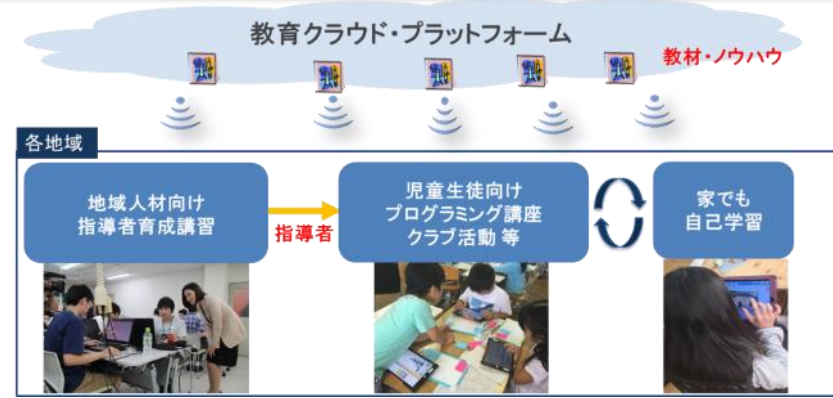 教育クラウド・プラットフォーム
教材・ノウハウ
各地域
地域人材向け
指導者育成講習
指導者
児童生徒向け
プログラミング講座
クラブ活動 等
家でも
自己学習